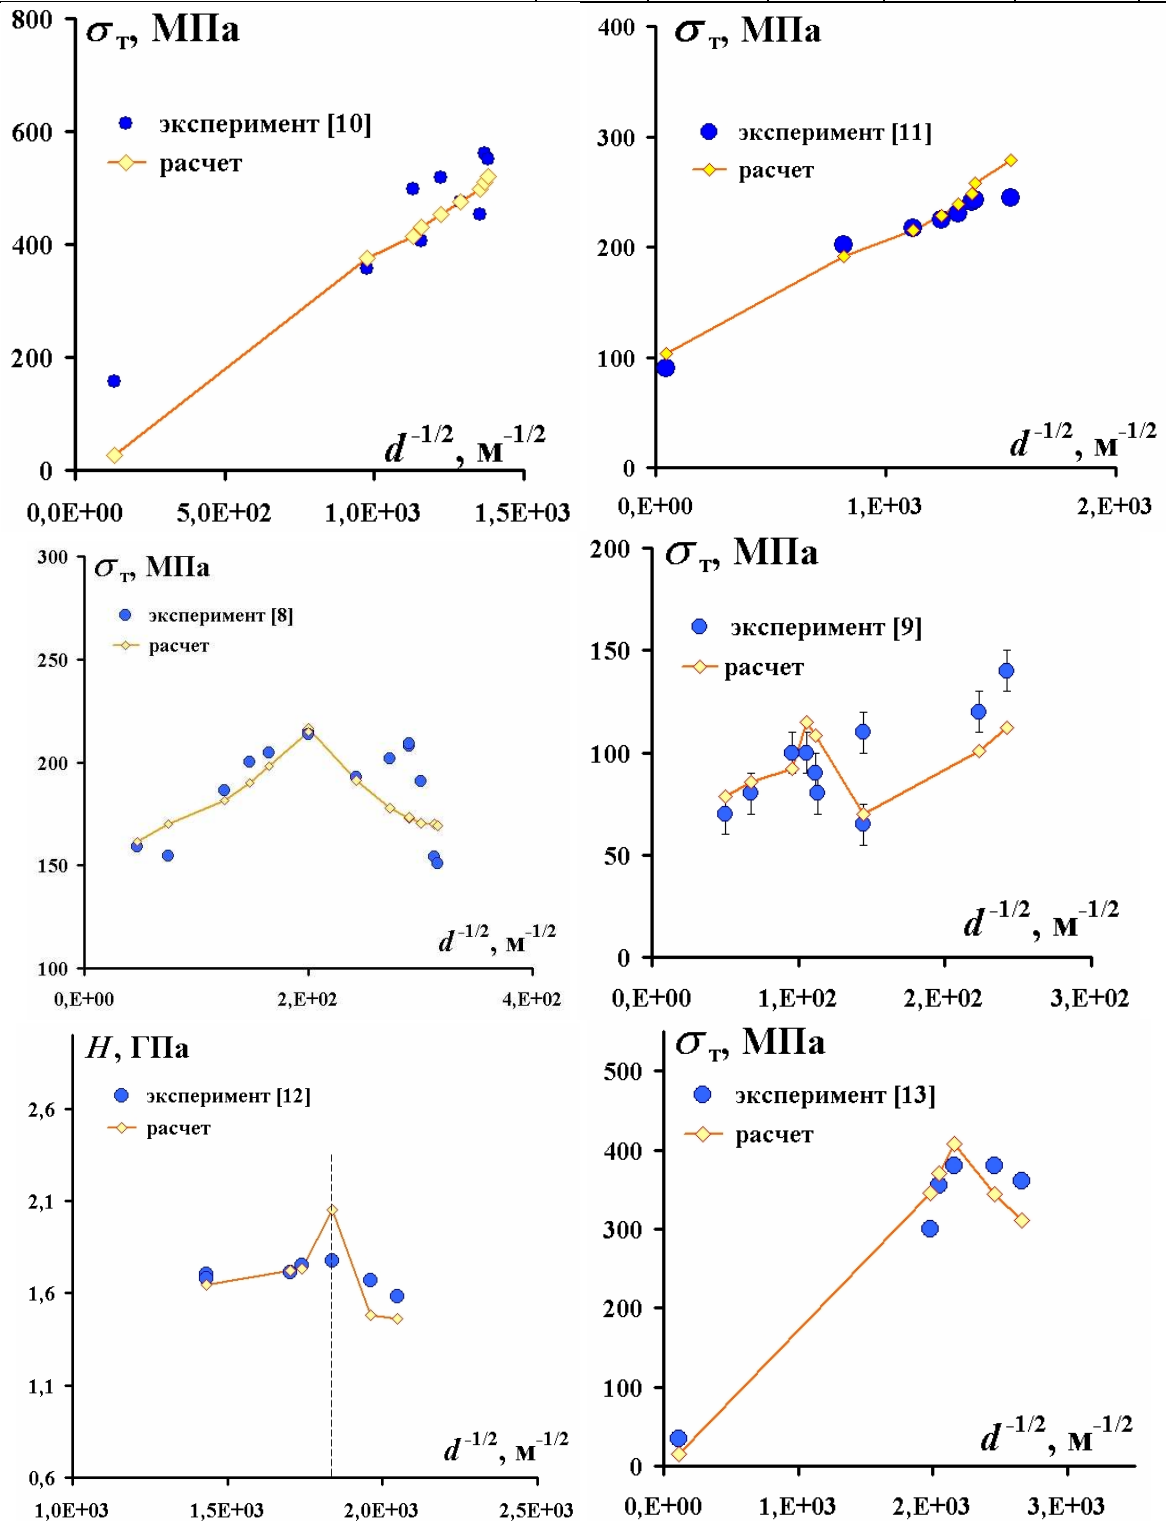 800
σт, МПа
эксперимент [10]
600
расчет
400
200
d-1/2, м-1/2
0
0,0E+00 5,0E+02 1,0E+03 1,5E+03
400
σт, МПа
эксперимент [11]
300
расчет
200
100
d-1/2, м-1/2
0
0,E+00 1,E+03 2,E+03
300
σт, МПа
эксперимент [8]
расчет
250
200
150
d-1/2, м-1/2
100
0,E+00 2,E+02 4,E+02
200
σт, МПа
эксперимент [9]
150
расчет
100
50
d-1/2, м-1/2
0
0,E+00 1,E+02 2,E+02 3,E+02
H, ГПа
эксперимент [12]
2,6
расчет
2,1
1,6
1,1
d-1/2, м-1/2
0,6
1,0E+03 1,5E+03 2,0E+03 2,5E+03
σт, МПа
500
эксперимент [13]
расчет
400
300
200
100
d-1/2, м-1/2
0
0,E+00 1,E+03 2,E+03 3,E+03